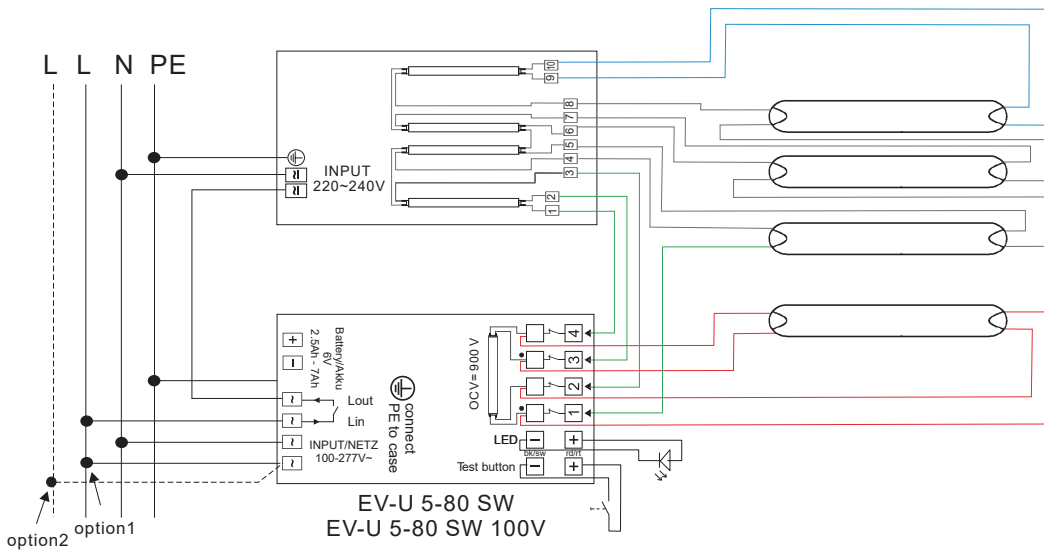 L L N PE
10
9
8
7
6
5
4
3
2
1
INPUT
220~240V
Battery/Akku
6V
2.5Ah - 7Ah
+
−
~ Lout
~ Lin
~ INPUT/NETZ
~ 100-277V~
connect
PE to case
OCV=900 V
4
3
2
1
LED − +
bk/sw rd/rt
Test button − +
EV-U 5-80 SW
EV-U 5-80 SW 100V
option1
option2